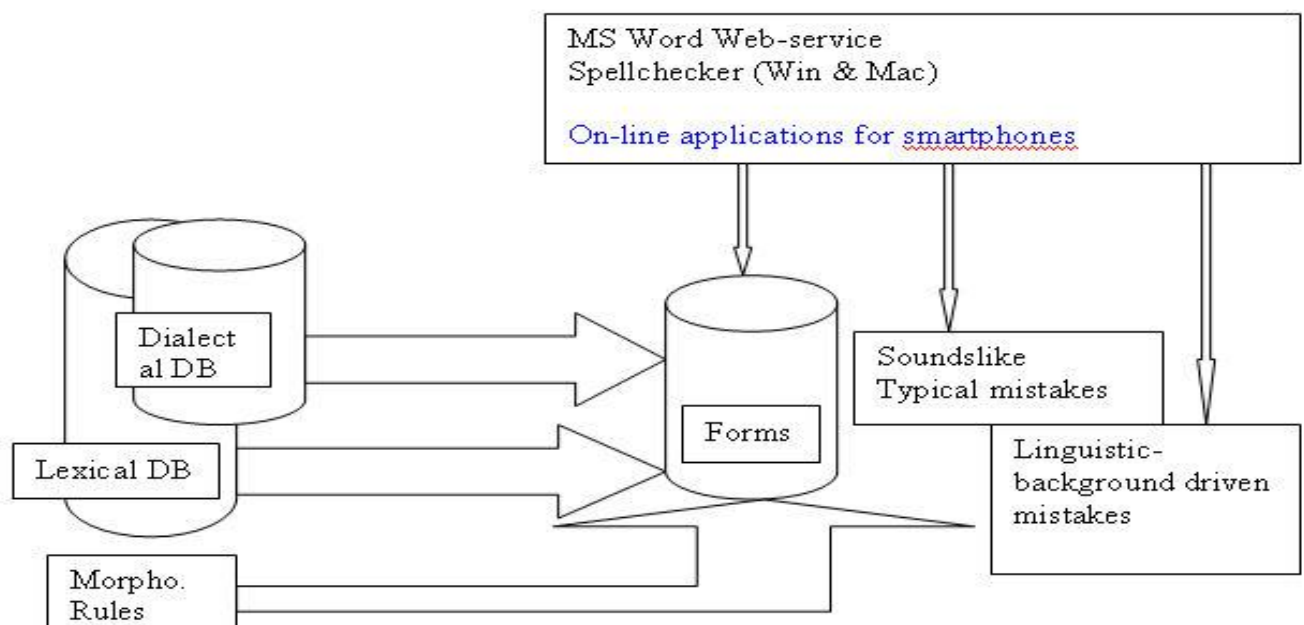 MS Word Web-service
Spellchecker (Win & Mac)
On-line applications for smartphones
Dialect
al DB
Lexical DB
Forms
Soundslike
Typical mistakes
Linguistic-
background driven
mistakes
Morpho.
Rules